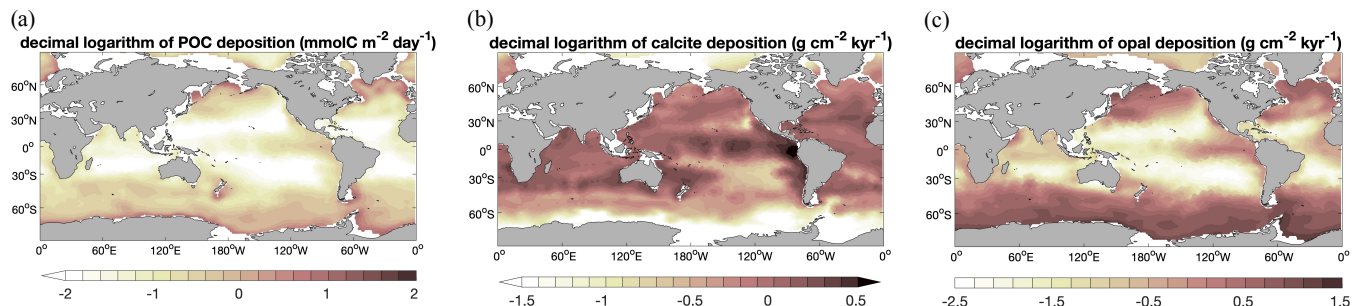 (a)
decimal logarithm of POC deposition (mmolC m⁻² day⁻¹)
60°N
30°N
0°
30°S
60°S
0° 60°E 120°E 180°W 120°W 60°W 0°
-2 -1 0 1 2
(b)
decimal logarithm of calcite deposition (g cm⁻² kyr⁻¹)
60°N
30°N
0°
30°S
60°S
0° 60°E 120°E 180°W 120°W 60°W 0°
-1.5 -1 -0.5 0 0.5
(c)
decimal logarithm of opal deposition (g cm⁻² kyr⁻¹)
60°N
30°N
0°
30°S
60°S
0° 60°E 120°E 180°W 120°W 60°W 0°
-2.5 -1.5 -0.5 0.5 1.5